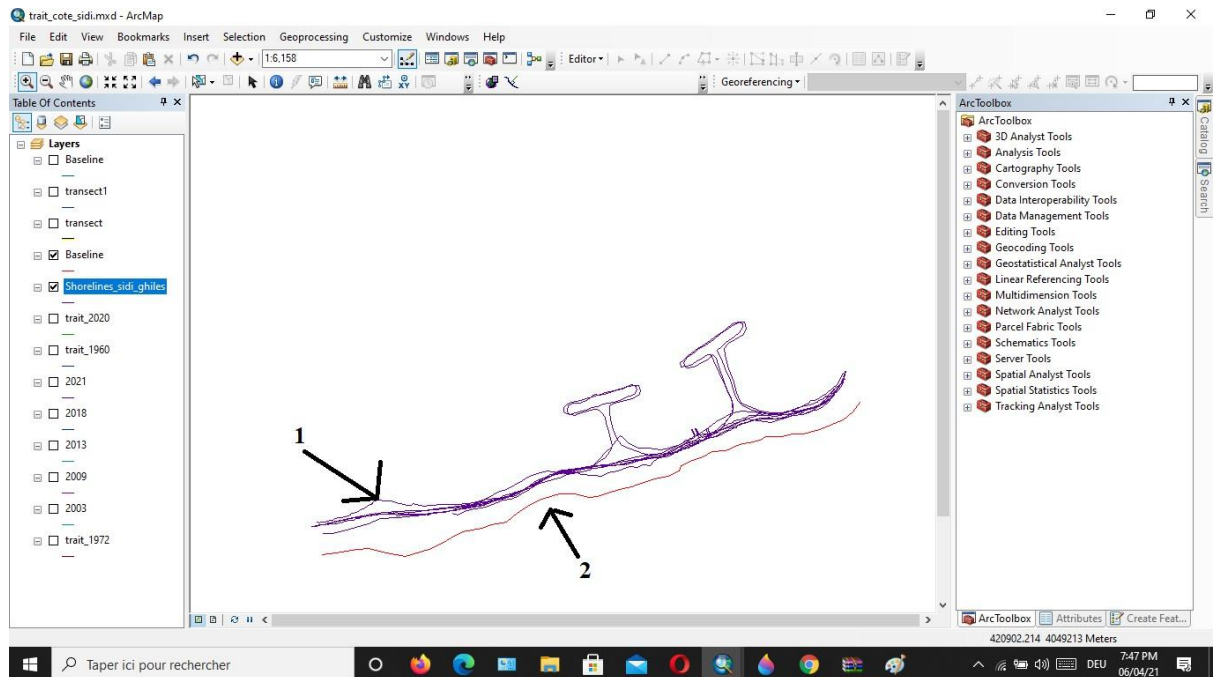 trait_cote_sidi.mxd - ArcMap
File Edit View Bookmarks Insert Selection Geoprocessing Customize Windows Help
1:6,158
Editor
Georeferencing
Table Of Contents
Layers
Baseline
transect1
transect
Baseline
Shorelines_sidi_ghiles
trait_2020
trait_1960
2021
2018
2013
2009
2003
trait_1972
1
2
ArcToolbox
ArcToolbox
3D Analyst Tools
Analysis Tools
Cartography Tools
Conversion Tools
Data Interoperability Tools
Data Management Tools
Editing Tools
Geocoding Tools
Geostatistical Analyst Tools
Linear Referencing Tools
Multidimension Tools
Network Analyst Tools
Parcel Fabric Tools
Schematics Tools
Server Tools
Spatial Analyst Tools
Spatial Statistics Tools
Tracking Analyst Tools
Catalog
Search
ArcToolbox Attributes Create Feat...
420902.214 4049213 Meters
Taper ici pour rechercher
DEU
7:47 PM
06/04/21